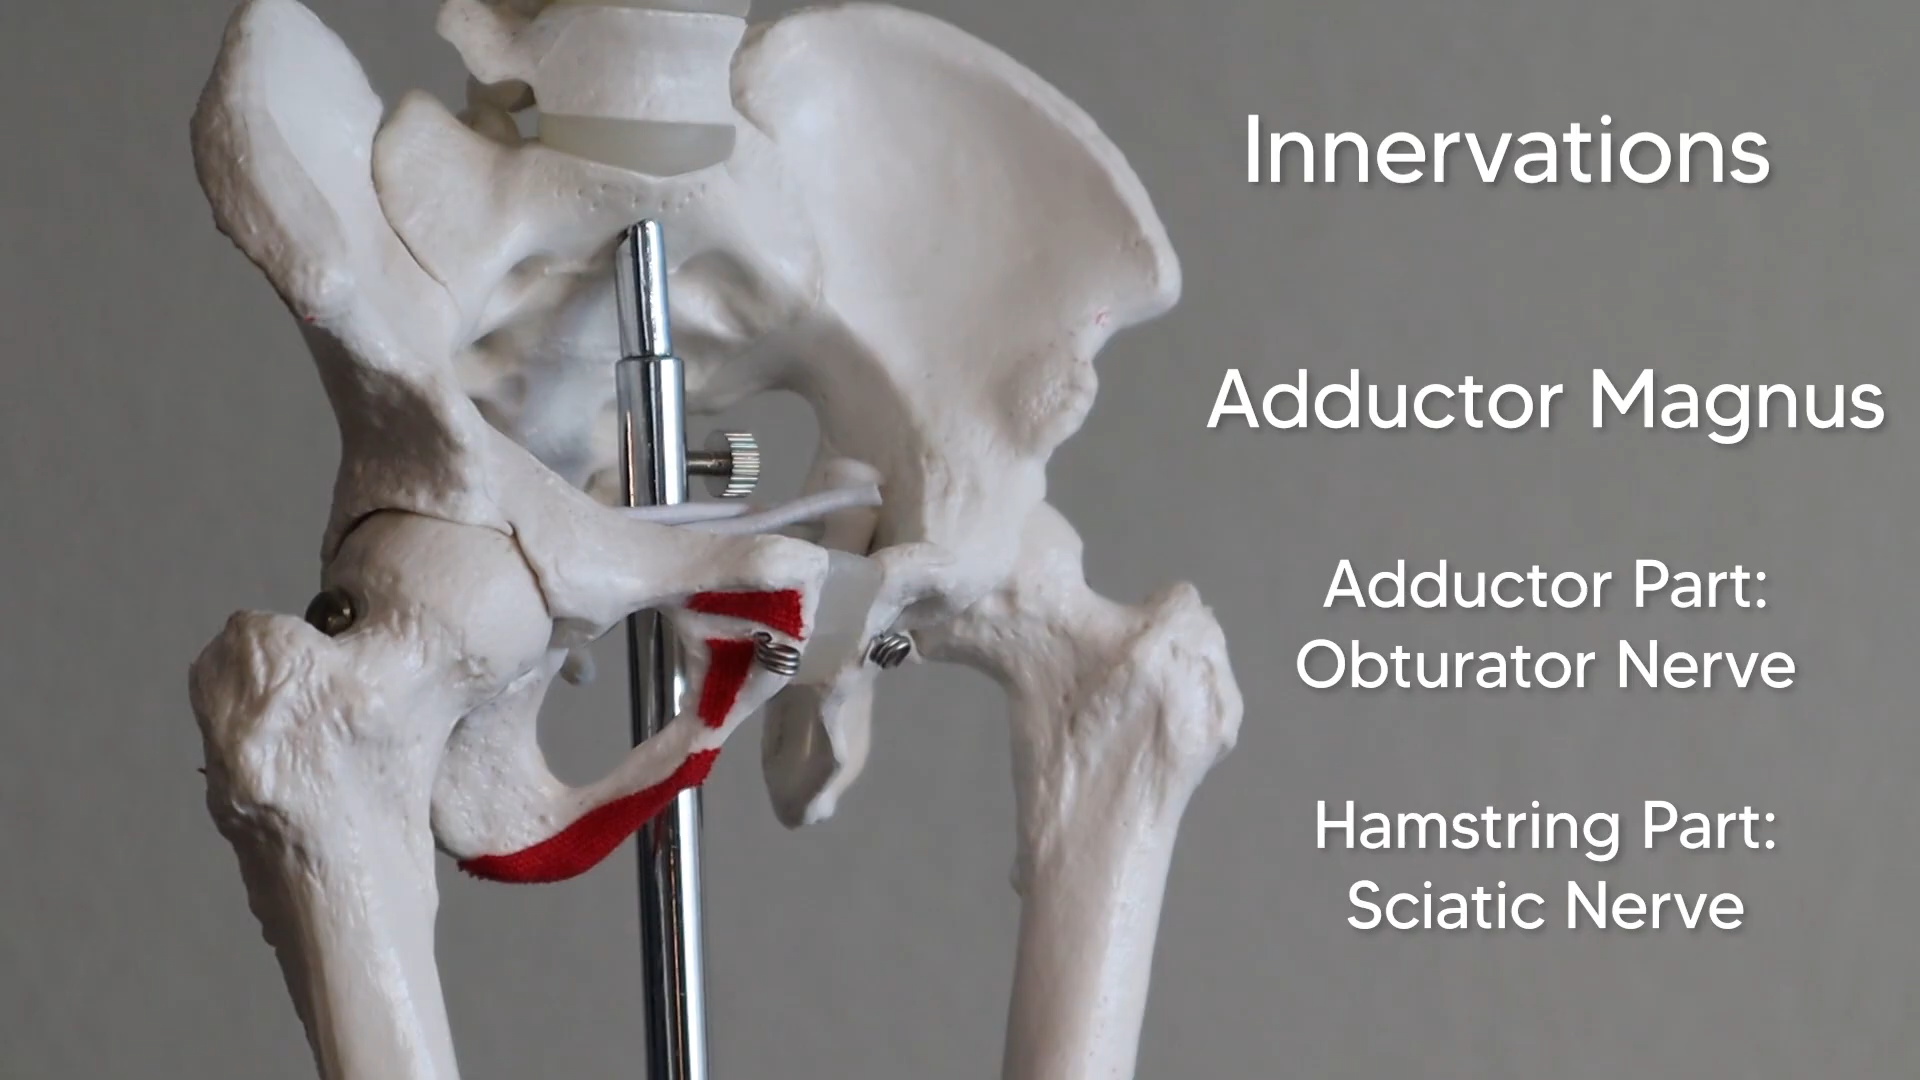 Innervations
Adductor Magnus
Adductor Part:
Obturator Nerve
Hamstring Part:
Sciatic Nerve